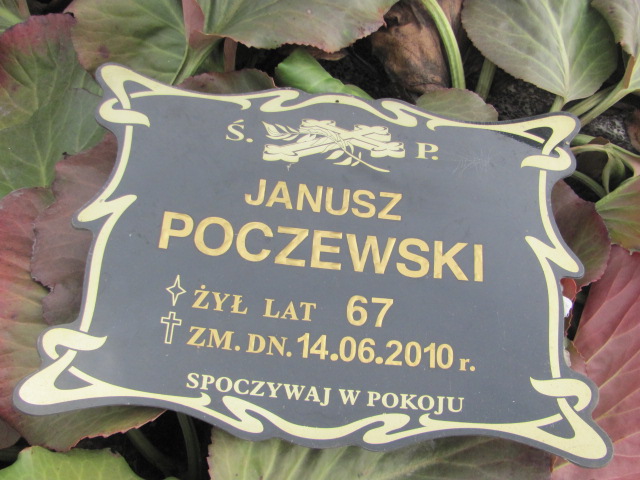 Ś. P.
JANUSZ
POCZEWSKI
ŻYŁ LAT 67
ZM. DN. 14.06.2010 r.
SPOCZYWAJ W POKOJU